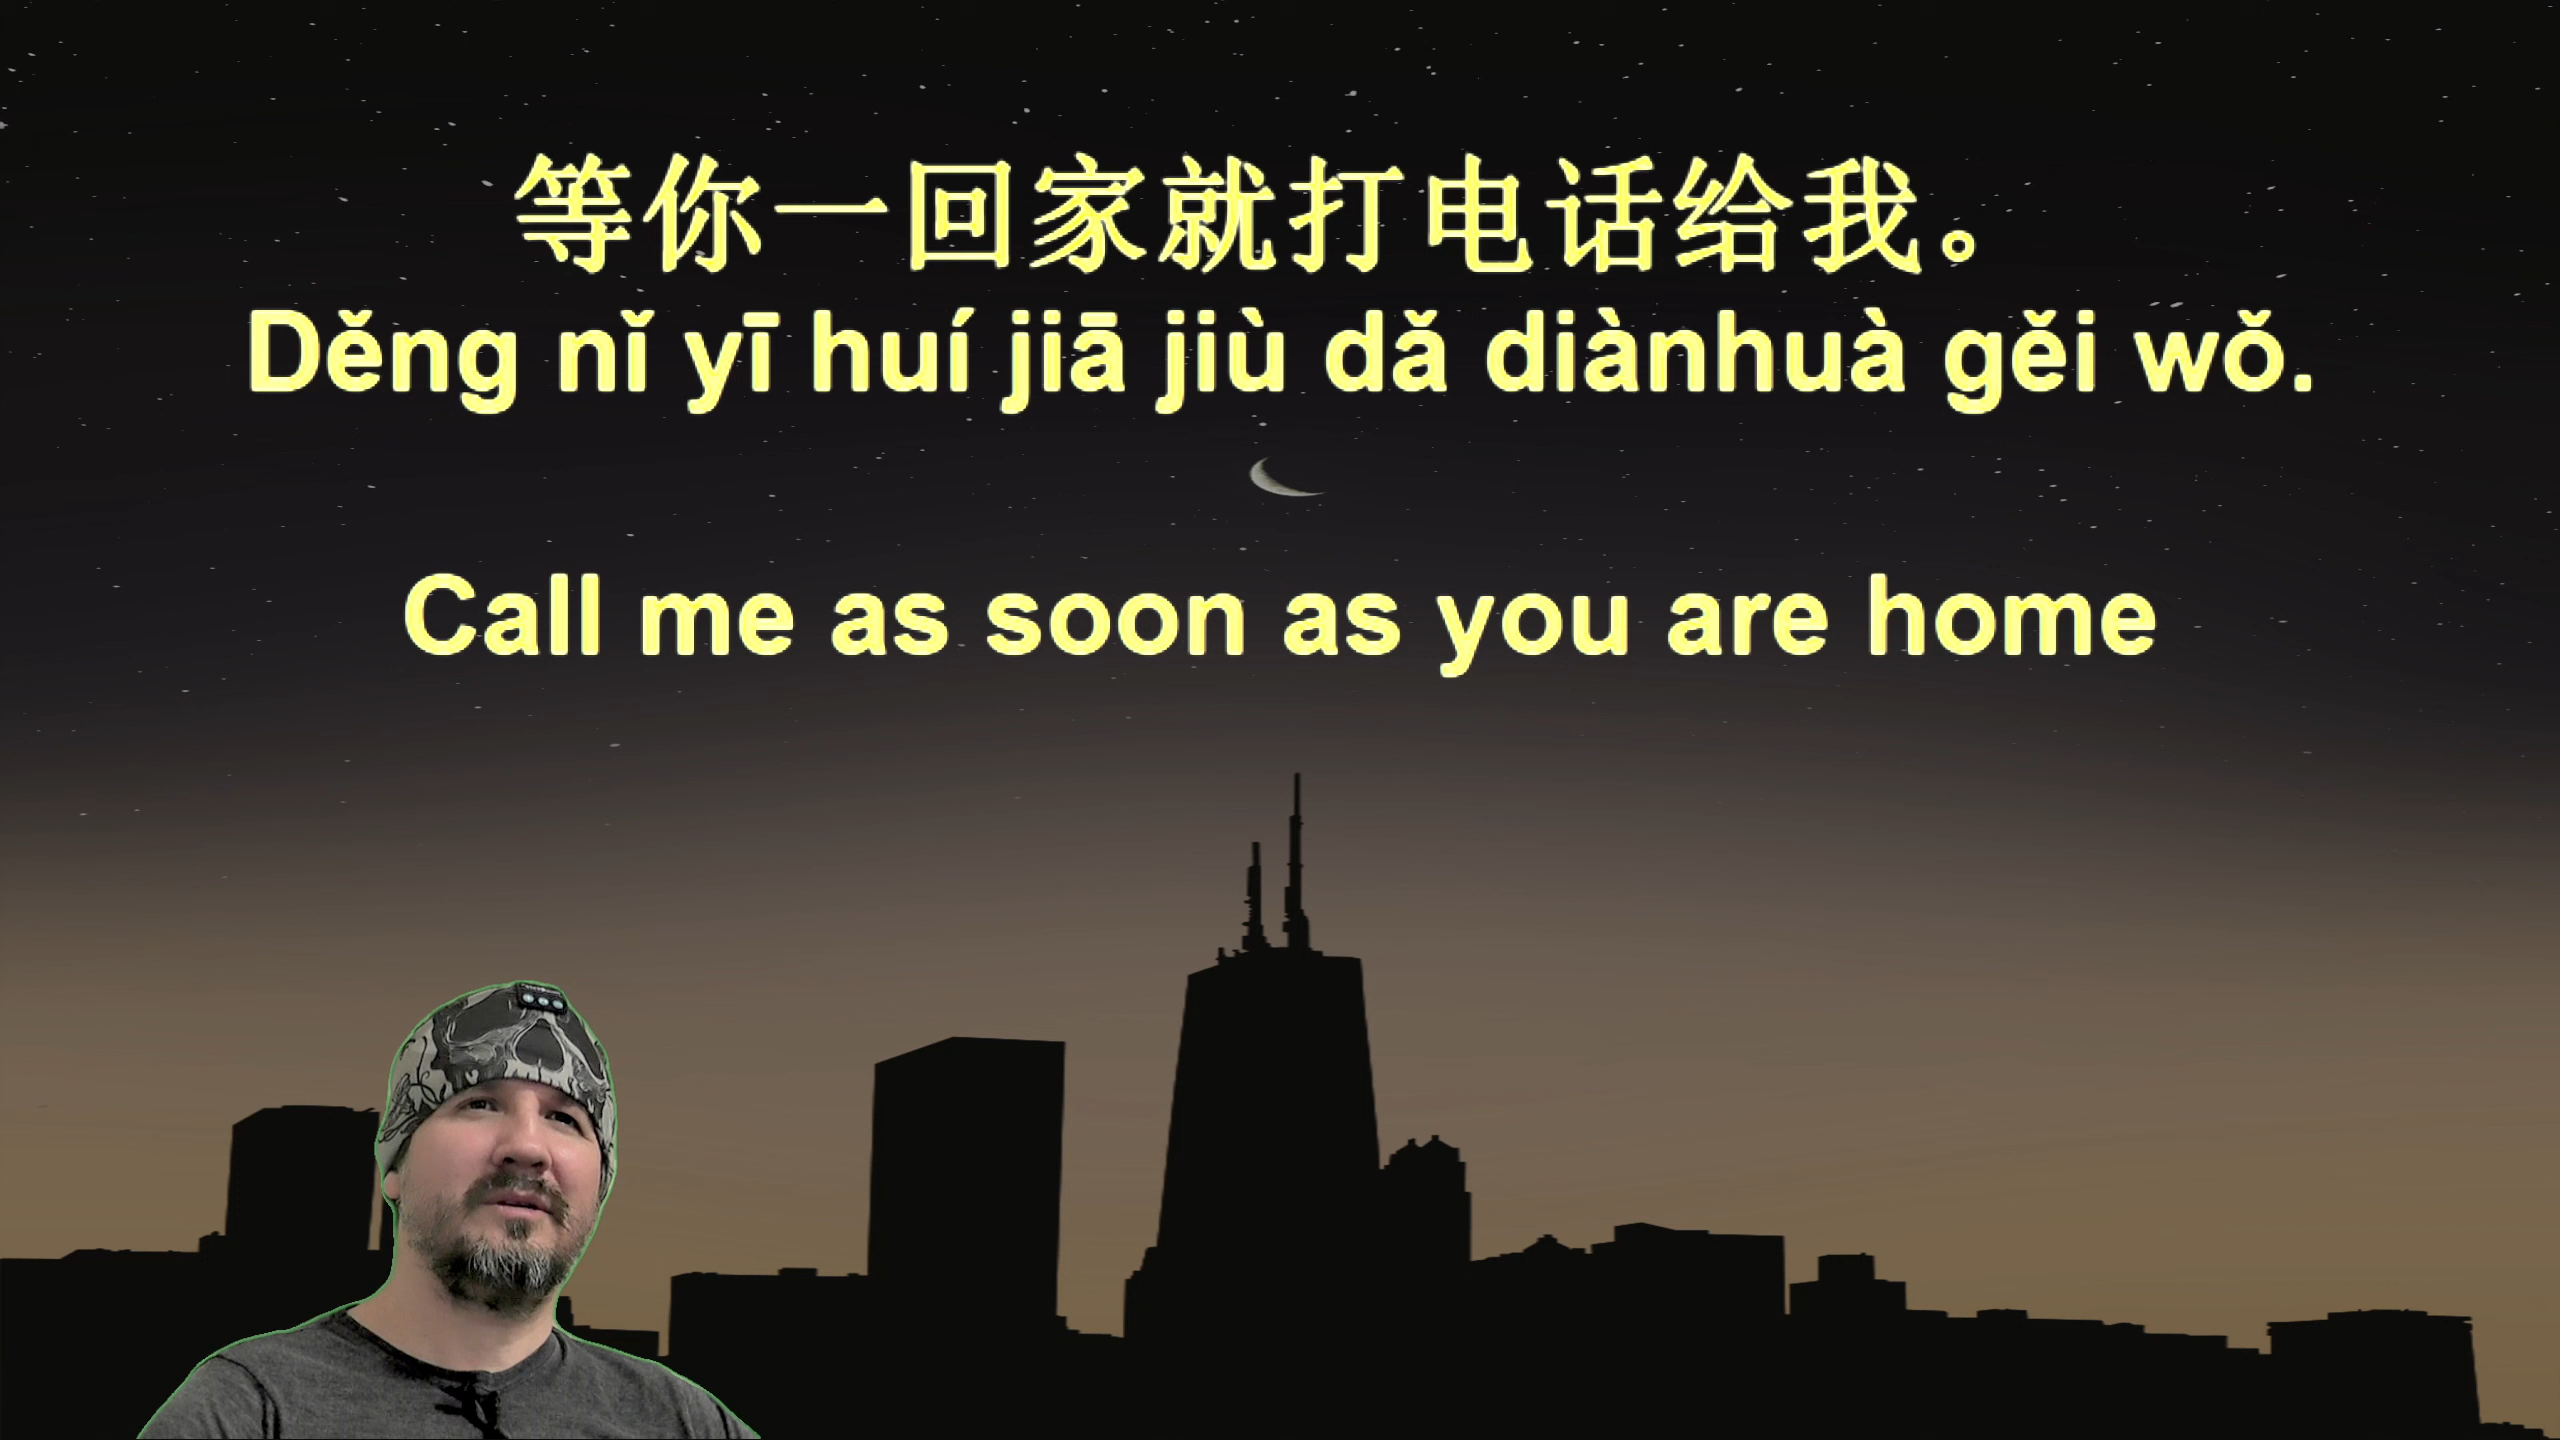 等你一回家就打电话给我。
Děng nǐ yī huí jiā jiù dǎ diànhuà gěi wǒ.
Call me as soon as you are home